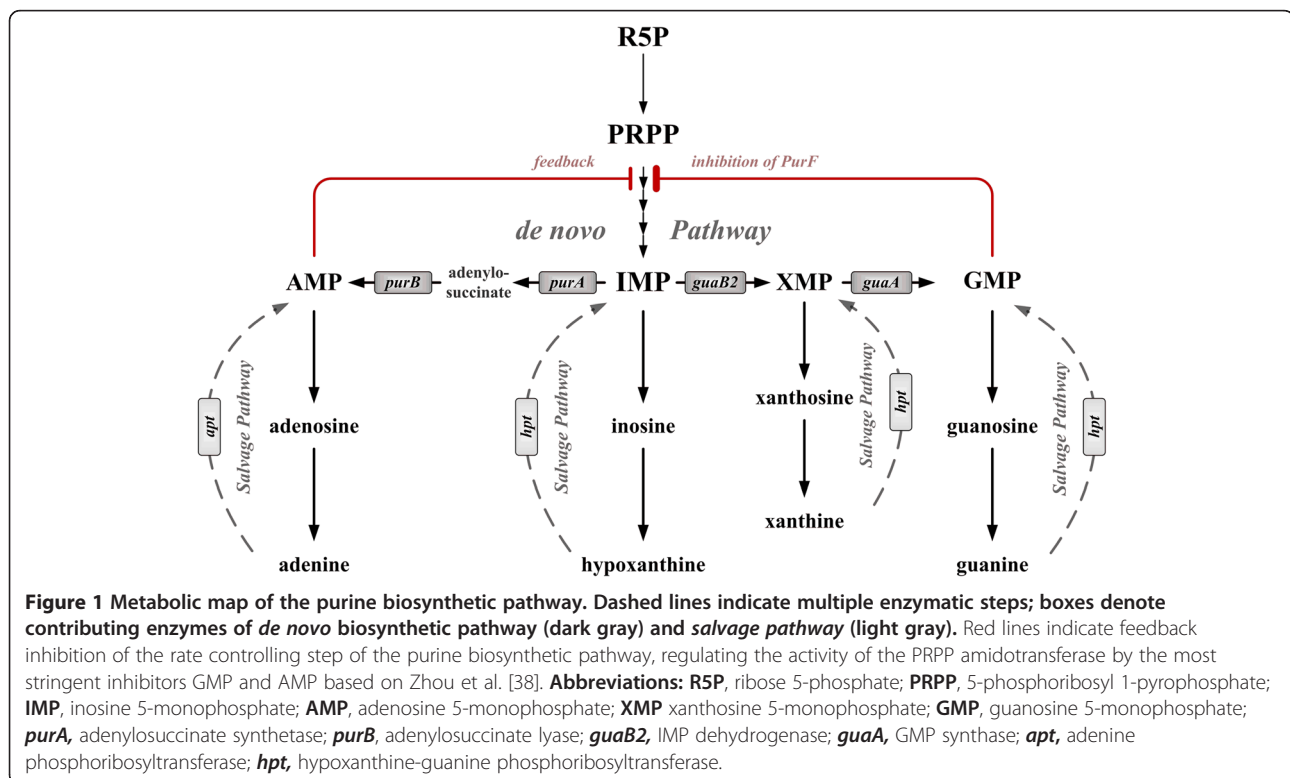 R5P
PRPP
feedback
inhibition of PurF
de novo Pathway
AMP
purB
adenylo-
succinate
purA
IMP
guaB2
XMP
guaA
GMP
apt
Salvage Pathway
adenosine
hpt
Salvage Pathway
inosine
xanthosine
Salvage Pathway
hpt
guanosine
Salvage Pathway
hpt
xanthine
adenine
hypoxanthine
guanine
Figure 1 Metabolic map of the purine biosynthetic pathway. Dashed lines indicate multiple enzymatic steps; boxes denote
contributing enzymes of de novo biosynthetic pathway (dark gray) and salvage pathway (light gray). Red lines indicate feedback
inhibition of the rate controlling step of the purine biosynthetic pathway, regulating the activity of the PRPP amidotransferase by the most
stringent inhibitors GMP and AMP based on Zhou et al. [38]. Abbreviations: R5P, ribose 5-phosphate; PRPP, 5-phosphoribosyl 1-pyrophosphate;
IMP, inosine 5-monophosphate; AMP, adenosine 5-monophosphate; XMP xanthosine 5-monophosphate; GMP, guanosine 5-monophosphate;
purA, adenylosuccinate synthetase; purB, adenylosuccinate lyase; guaB2, IMP dehydrogenase; guaA, GMP synthase; apt, adenine
phosphoribosyltransferase; hpt, hypoxanthine-guanine phosphoribosyltransferase.